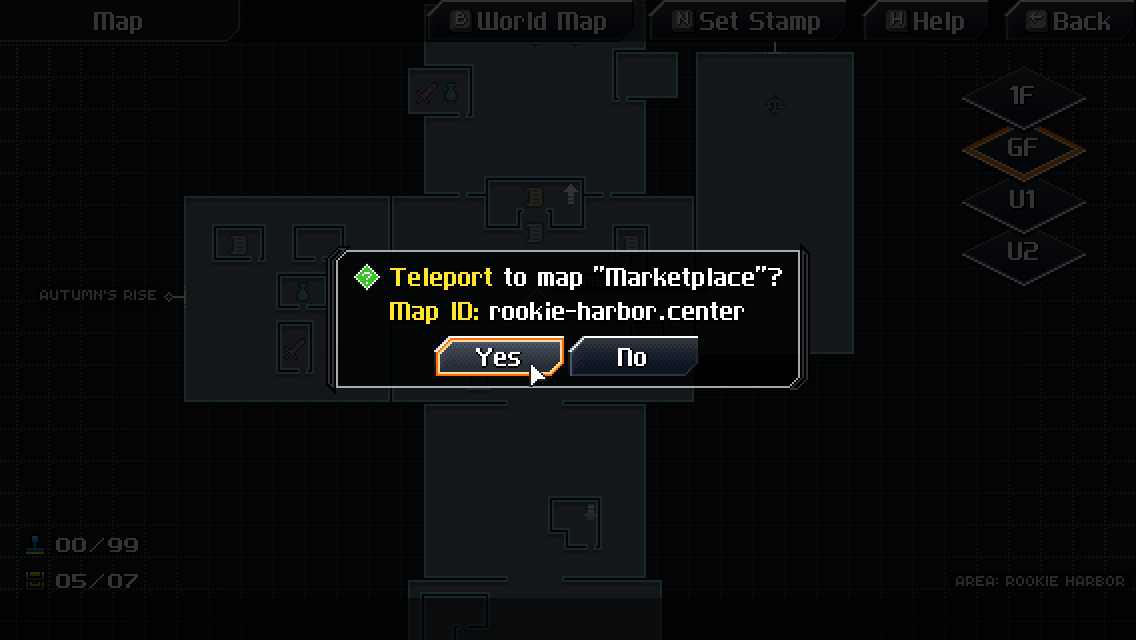 Map
B World Map
N Set Stamp
H Help
Back
1F
GF
U1
U2
AUTUMN'S RISE
Teleport to map "Marketplace"?
Map ID: rookie-harbor.center
Yes
No
00/99
05/07
AREA: ROOKIE HARBOR